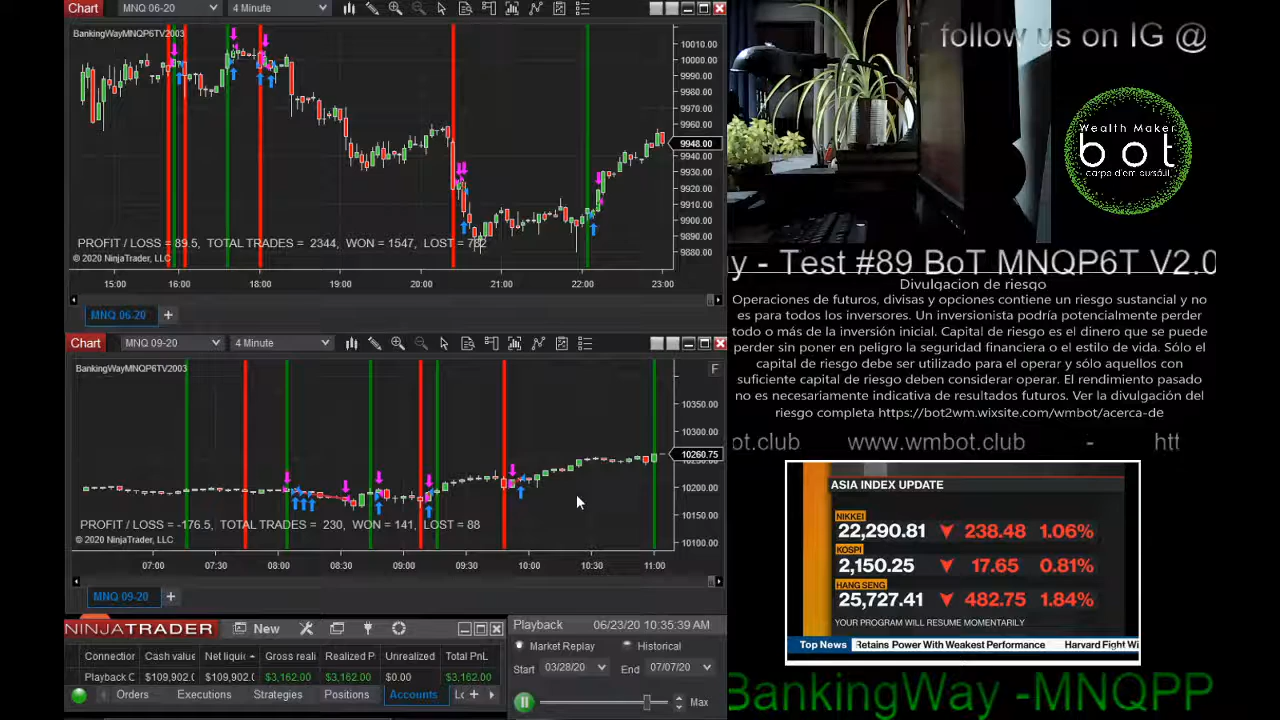 Chart MNQ 06-20 4 Minute
BankingWayMNQP6TV2003
10010.00
10000.00
9990.00
9980.00
9970.00
9960.00
9948.00
9940.00
9930.00
9920.00
9910.00
9900.00
9890.00
9880.00
PROFIT / LOSS = 89.5, TOTAL TRADES = 2344, WON = 1547, LOST = 782
© 2020 NinjaTrader, LLC
15:00 16:00 18:00 19:00 20:00 21:00 22:00 23:00
MNQ 06-20 +
Chart MNQ 09-20 4 Minute
BankingWayMNQP6TV2003 F
10350.00
10300.00
10260.75
10200.00
10150.00
10100.00
PROFIT / LOSS = -176.5, TOTAL TRADES = 230, WON = 141, LOST = 88
© 2020 NinjaTrader, LLC
07:00 07:30 08:00 08:30 09:00 09:30 10:00 10:30 11:00
MNQ 09-20 +
NINJATRADER New
Connection Cash value Net liquid Gross reali Realized P Unrealized Total PnL
Playback C $109,902. $109,902. $3,162.00 $3,162.00 $0.00 $3,162.00
Orders Executions Strategies Positions Accounts
Playback 06/23/20 10:35:39 AM
Market Replay Historical
Start 03/28/20 End 07/07/20
Max
follow us on IG @
Wealth Maker
bot
- Test #89 BoT MNQP6T V2.0
Divulgacion de riesgo
Operaciones de futuros, divisas y opciones contiene un riesgo sustancial y no
es para todos los inversores. Un inversionista podría potencialmente perder
todo o más de la inversión inicial. Capital de riesgo es el dinero que se puede
perder sin poner en peligro la seguridad financiera o el estilo de vida. Sólo el
capital de riesgo debe ser utilizado para el operar y sólo aquellos con
suficiente capital de riesgo deben considerar operar. El rendimiento pasado
no es necesariamente indicativa de resultados futuros. Ver la divulgación del
riesgo completa https://bot2wm.wixsite.com/wmbot/acerca-de
ot.club www.wmbot.club - htt
ASIA INDEX UPDATE
NIKKEI
22,290.81 238.48 1.06%
KOSPI
2,150.25 17.65 0.81%
HANG SENG
25,727.41 482.75 1.84%
YOUR PROGRAM WILL RESUME MOMENTARILY
Top News Retains Power With Weakest Performance Harvard Fight Wi
BankingWay -MNQPP